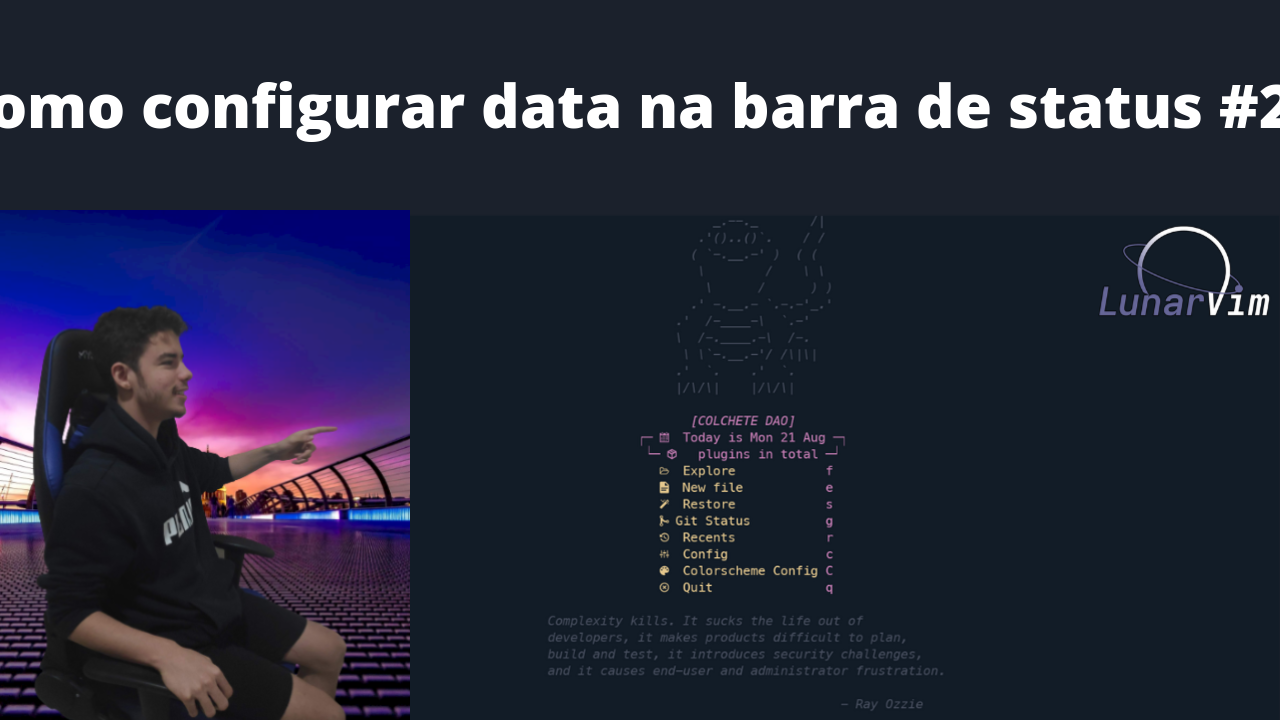 omo configurar data na barra de status #2
LunarVim
[COLCHETE DAO]
Today is Mon 21 Aug
plugins in total
Explore f
New file e
Restore s
Git Status g
Recents r
Config c
Colorscheme Config C
Quit q
Complexity kills. It sucks the life out of
developers, it makes products difficult to plan,
build and test, it introduces security challenges,
and it causes end-user and administrator frustration.
— Ray Ozzie